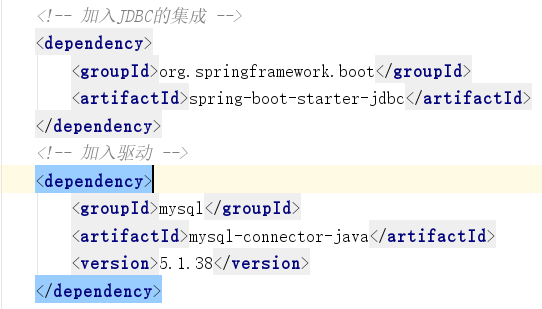 <!-- 加入JDBC的集成 -->
<dependency>
<groupId>org.springframework.boot</groupId>
<artifactId>spring-boot-starter-jdbc</artifactId>
</dependency>
<!-- 加入驱动 -->
<dependency>
<groupId>mysql</groupId>
<artifactId>mysql-connector-java</artifactId>
<version>5.1.38</version>
</dependency>